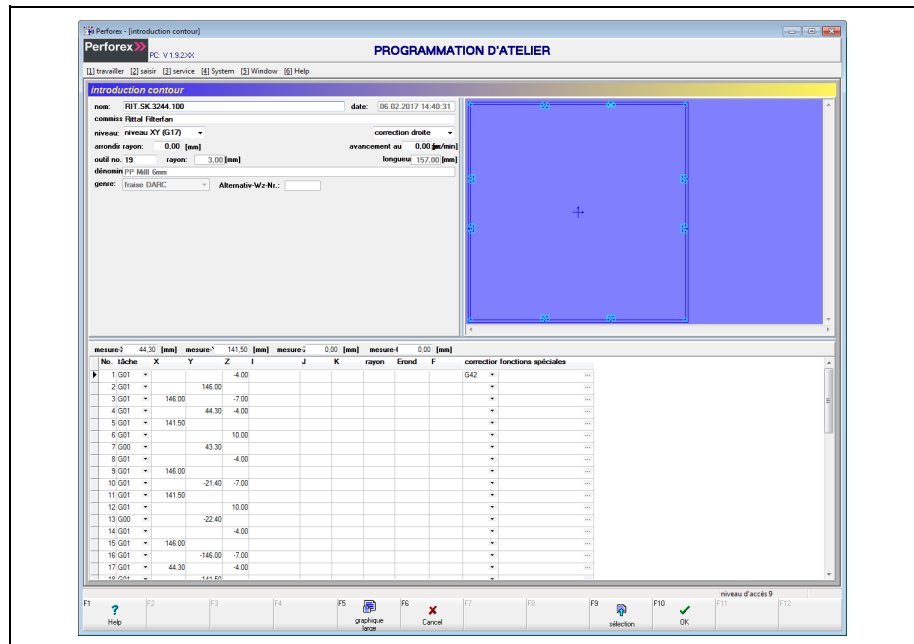 Perforex - [introduction contour]
Perforex PC: V 1.9.2XX PROGRAMMATION D'ATELIER
[1] travailler [2] saisir [3] service [4] System [5] Window [6] Help
introduction contour
nom: RIT.SK.3244.100 date: 06.02.2017 14:40:31
commiss Rittal Filterfan
niveau: niveau XY (G17) correction droite
arrondir rayon: 0,00 [mm] avancement au 0,00 /min]
outil no. 19 rayon: 3,00 [mm] longueur 157,00 [mm]
dénomin PP Milll 6mm
genre: fraise DARC Alternativ-Wz-Nr.:
mesure- 44,30 [mm] mesure- 141,50 [mm] mesure- 0,00 [mm] mesure- 0,00 [mm]
No. tâche X Y Z I J K rayon Erond F correction fonctions spéciales
1 G01 -4.00 G42 ...
2 G01 146.00 ...
3 G01 146.00 -7.00 ...
4 G01 44.30 -4.00 ...
5 G01 141.50 ...
6 G01 10.00 ...
7 G00 43.30 ...
8 G01 -4.00 ...
9 G01 146.00 ...
10 G01 -21.40 -7.00 ...
11 G01 141.50 ...
12 G01 10.00 ...
13 G00 -22.40 ...
14 G01 -4.00 ...
15 G01 146.00 ...
16 G01 -146.00 -7.00 ...
17 G01 44.30 -4.00 ...
18 G01 -141.50 ...
niveau d'accès 9
F1 F2 F3 F4 F5 F6 F7 F8 F9 F10 F11 F12
Help graphique large Cancel sélection OK